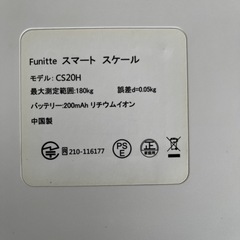 Funitte スマート スケール
モデル: CS20H
最大測定範囲:180kg 誤差d=0.05kg
バッテリー:200mAh リチウムイオン
中国製
210-116177
PS
E